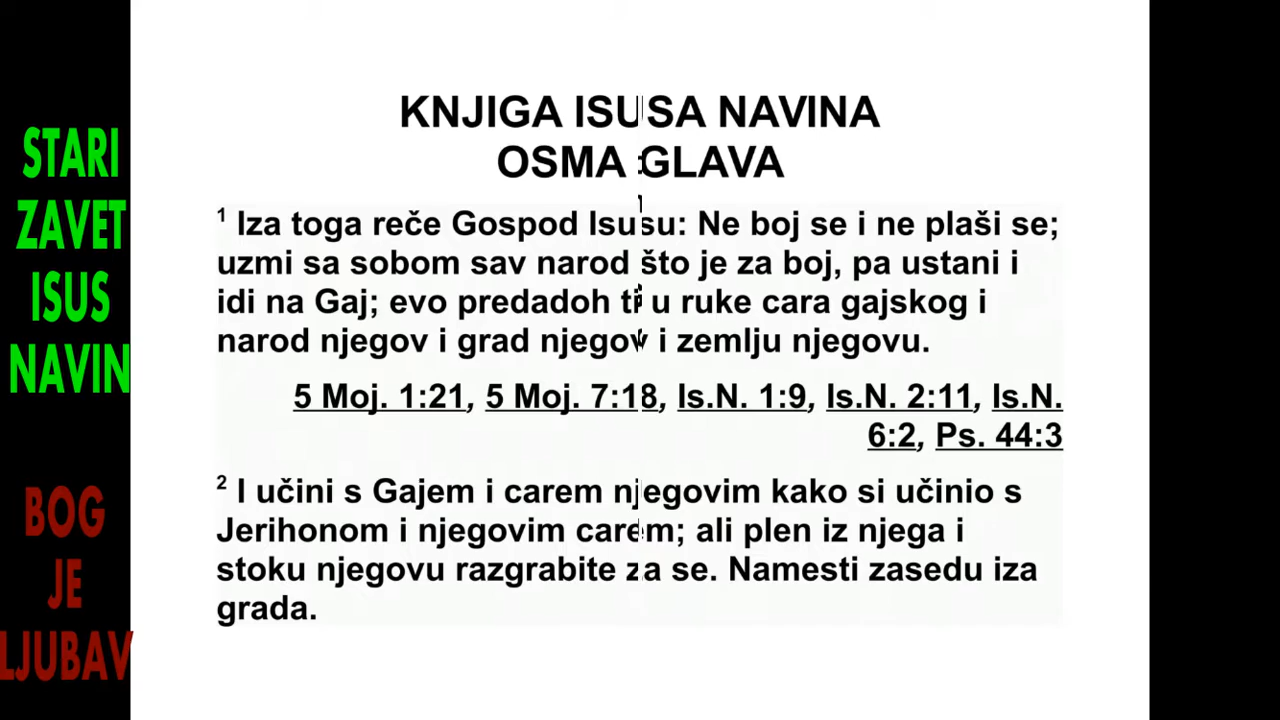 STARI
ZAVET
ISUS
NAVIN
BOG
JE
LJUBAV
KNJIGA ISUSA NAVINA
OSMA GLAVA
1 Iza toga reče Gospod Isusu: Ne boj se i ne plaši se;
uzmi sa sobom sav narod što je za boj, pa ustani i
idi na Gaj; evo predadoh ti u ruke cara gajskog i
narod njegov i grad njegov i zemlju njegovu.
5 Moj. 1:21, 5 Moj. 7:18, Is.N. 1:9, Is.N. 2:11, Is.N.
6:2, Ps. 44:3
2 I učini s Gajem i carem njegovim kako si učinio s
Jerihonom i njegovim carem; ali plen iz njega i
stoku njegovu razgrabite za se. Namesti zasedu iza
grada.